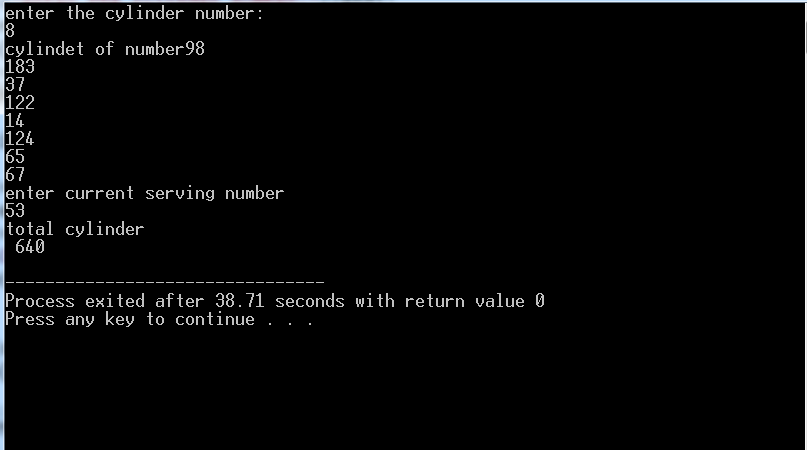 enter the cylinder number:
8
cylindet of number98
183
37
122
14
124
65
67
enter current serving number
53
total cylinder
 640

--------------------------------
Process exited after 38.71 seconds with return value 0
Press any key to continue . . .